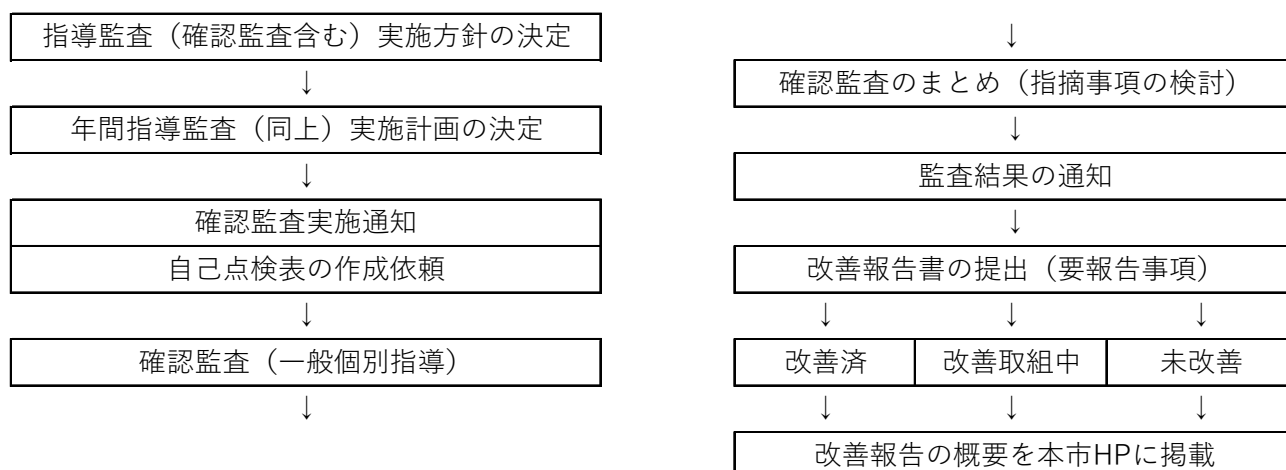 指導監査（確認監査含む）実施方針の決定
↓
年間指導監査（同上）実施計画の決定
↓
確認監査実施通知
自己点検表の作成依頼
↓
確認監査（一般個別指導）
↓
↓
確認監査のまとめ（指摘事項の検討）
↓
監査結果の通知
↓
改善報告書の提出（要報告事項）
↓ ↓ ↓
改善済 改善取組中 未改善
↓ ↓ ↓
改善報告の概要を本市HPに掲載